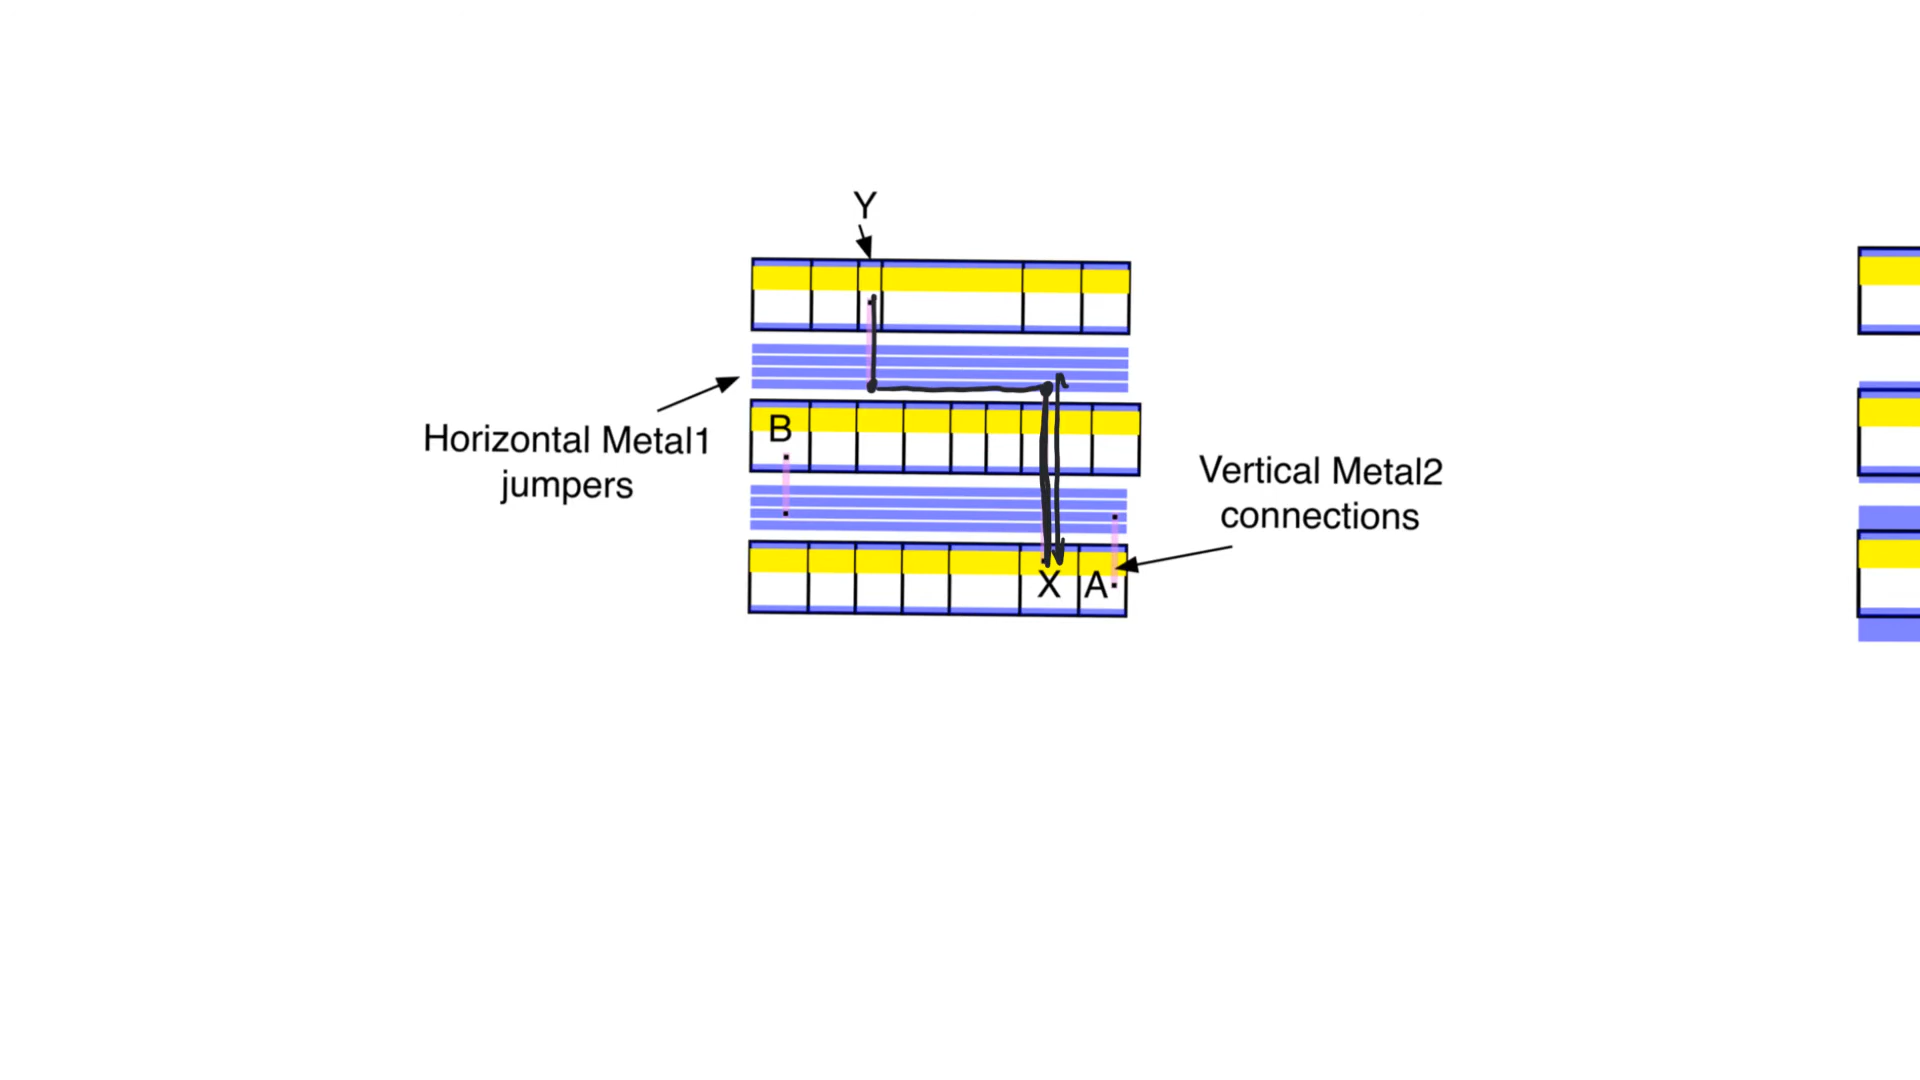 Y
Horizontal Metal1
jumpers
B
Vertical Metal2
connections
X
A